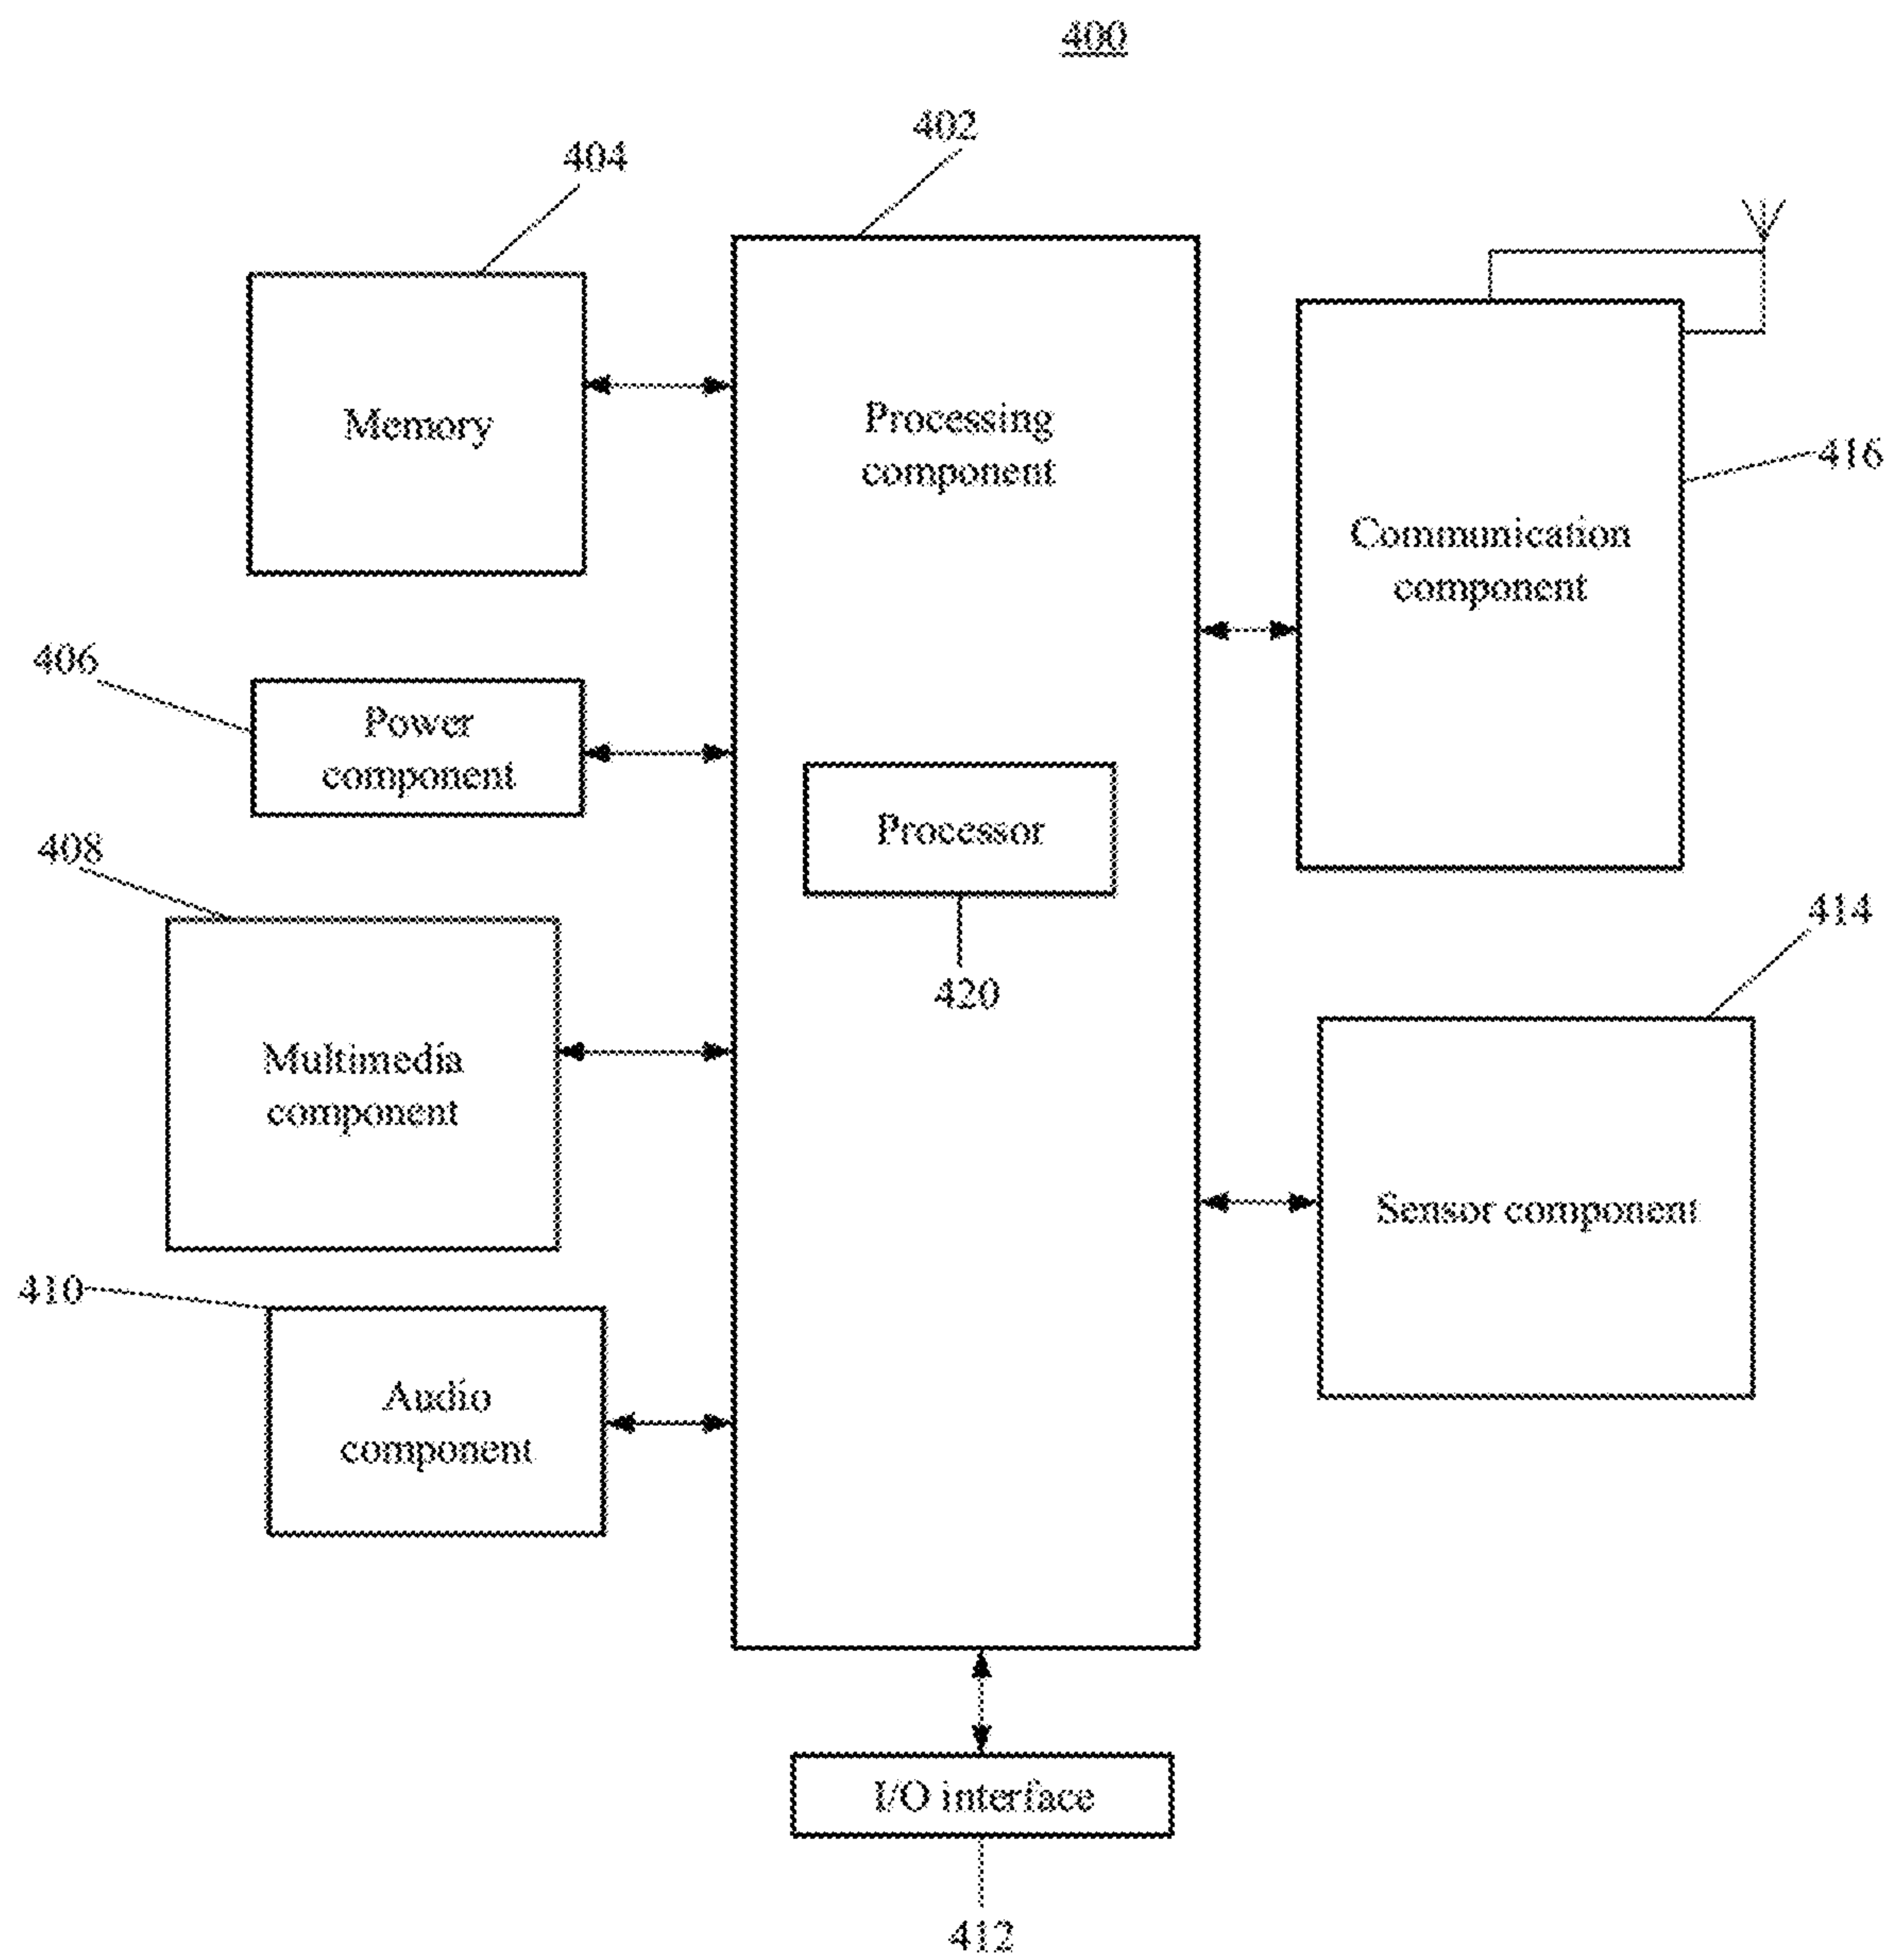 400
402
404
Memory
Processing
component
416
Communication
component
406
Power
component
Processor
408
414
420
Multimedia
component
Sensor component
410
Audio
component
I/O interface
412